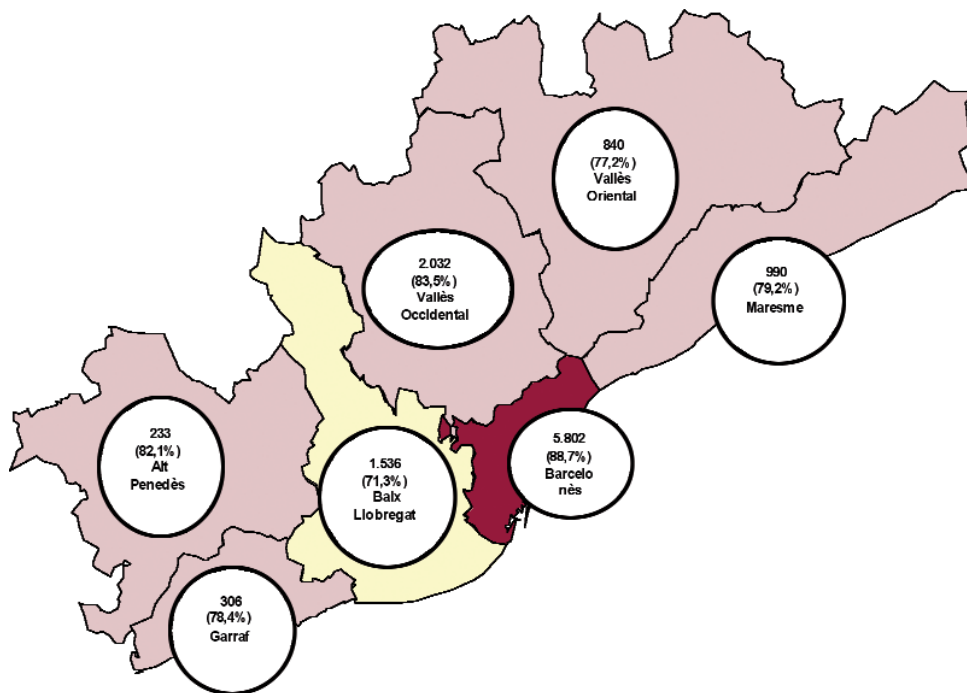 840
(77,2%)
Vallès
Oriental
2.032
(83,5%)
Vallès
Occidental
990
(79,2%)
Maresme
233
(82,1%)
Alt
Penedès
1.536
(71,3%)
Baix
Llobregat
5.802
(88,7%)
Barcelo
nès
306
(78,4%)
Garraf